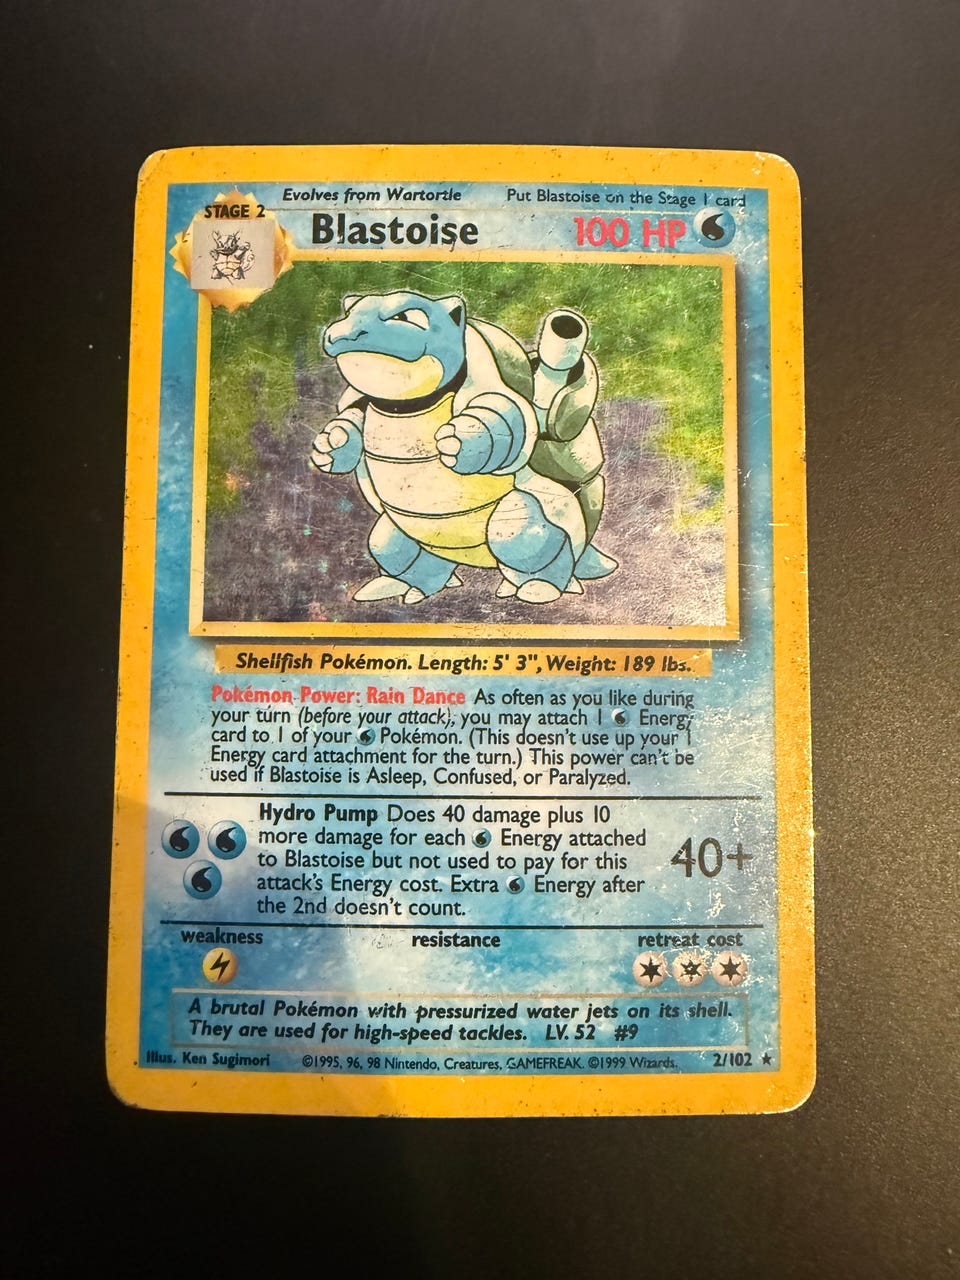 Evolves from Wartortle
Put Blastoise on the Stage 1 card
STAGE 2
Blastoise
100 HP
Shellfish Pokémon. Length: 5' 3", Weight: 189 lbs.
Pokémon Power: Rain Dance As often as you like during
your turn (before your attack), you may attach 1 Energy
card to 1 of your Pokémon. (This doesn't use up your 1
Energy card attachment for the turn.) This power can't be
used if Blastoise is Asleep, Confused, or Paralyzed.
Hydro Pump Does 40 damage plus 10
more damage for each Energy attached
to Blastoise but not used to pay for this
attack's Energy cost. Extra Energy after
the 2nd doesn't count.
40+
weakness
resistance
retreat cost
A brutal Pokémon with pressurized water jets on its shell.
They are used for high-speed tackles. LV. 52 #9
Illus. Ken Sugimori
©1995, 96, 98 Nintendo, Creatures, GAMEFREAK. ©1999 Wizards.
2/102 ★